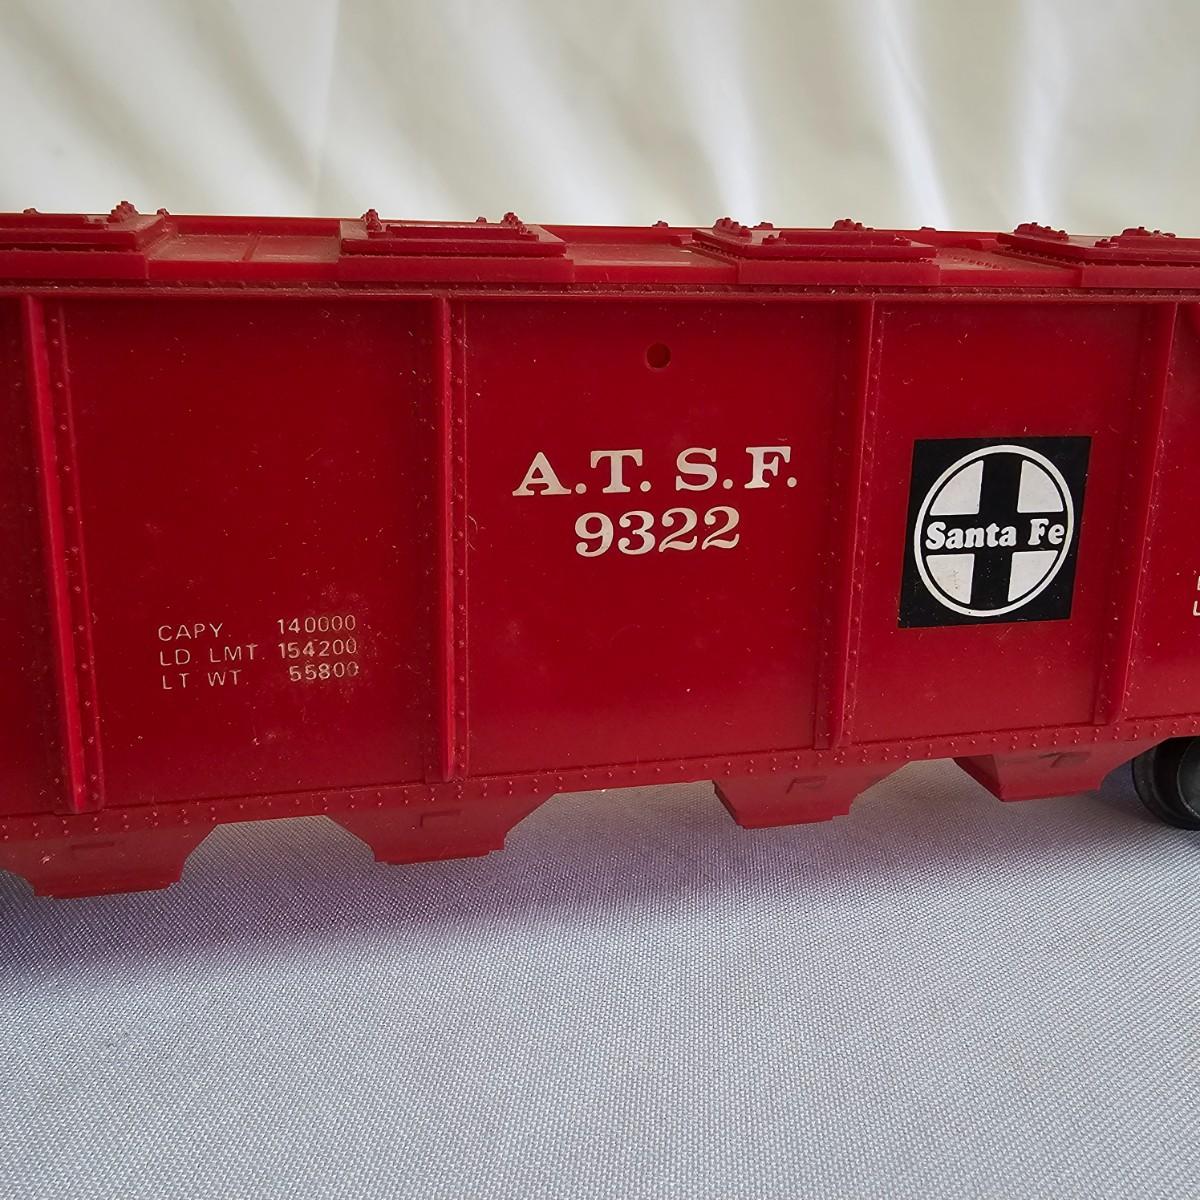 A.T. S.F.
9322
CAPY. 140000
LD LMT. 154200
LT WT. 55800
Santa Fe